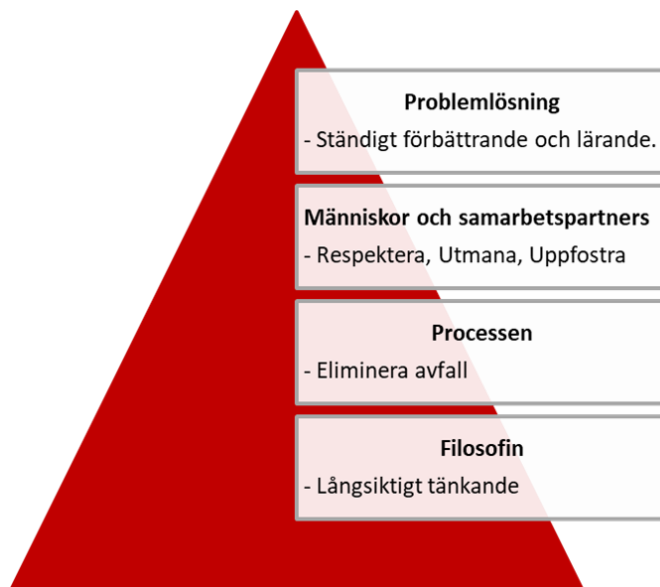 Problemlösning
- Ständigt förbättrande och lärande.
Människor och samarbetspartners
- Respektera, Utmana, Uppfostra
Processen
- Eliminera avfall
Filosofin
- Långsiktigt tänkande